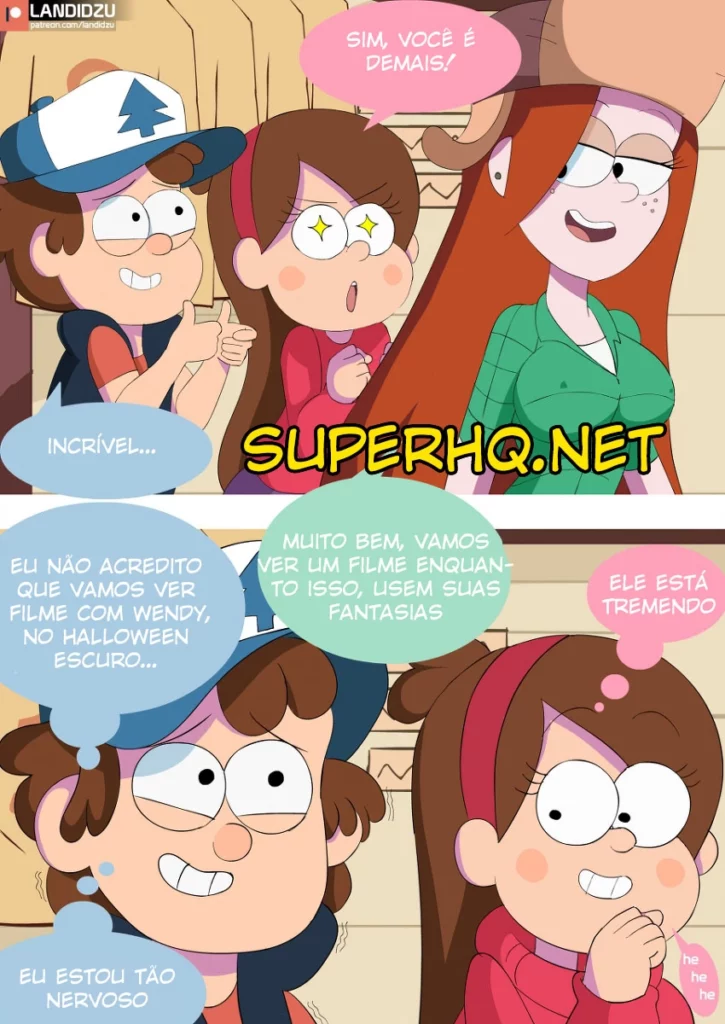 LANDIDZU
patreon.com/landidzu
SIM, VOCÊ É
DEMAIS!
INCRÍVEL...
SUPERHQ.NET
EU NÃO ACREDITO
QUE VAMOS VER
FILME COM WENDY,
NO HALLOWEEN
ESCURO...
MUITO BEM, VAMOS
VER UM FILME ENQUAN-
TO ISSO, USEM SUAS
FANTASIAS
ELE ESTÁ
TREMENDO
EU ESTOU TÃO
NERVOSO
he
he
he